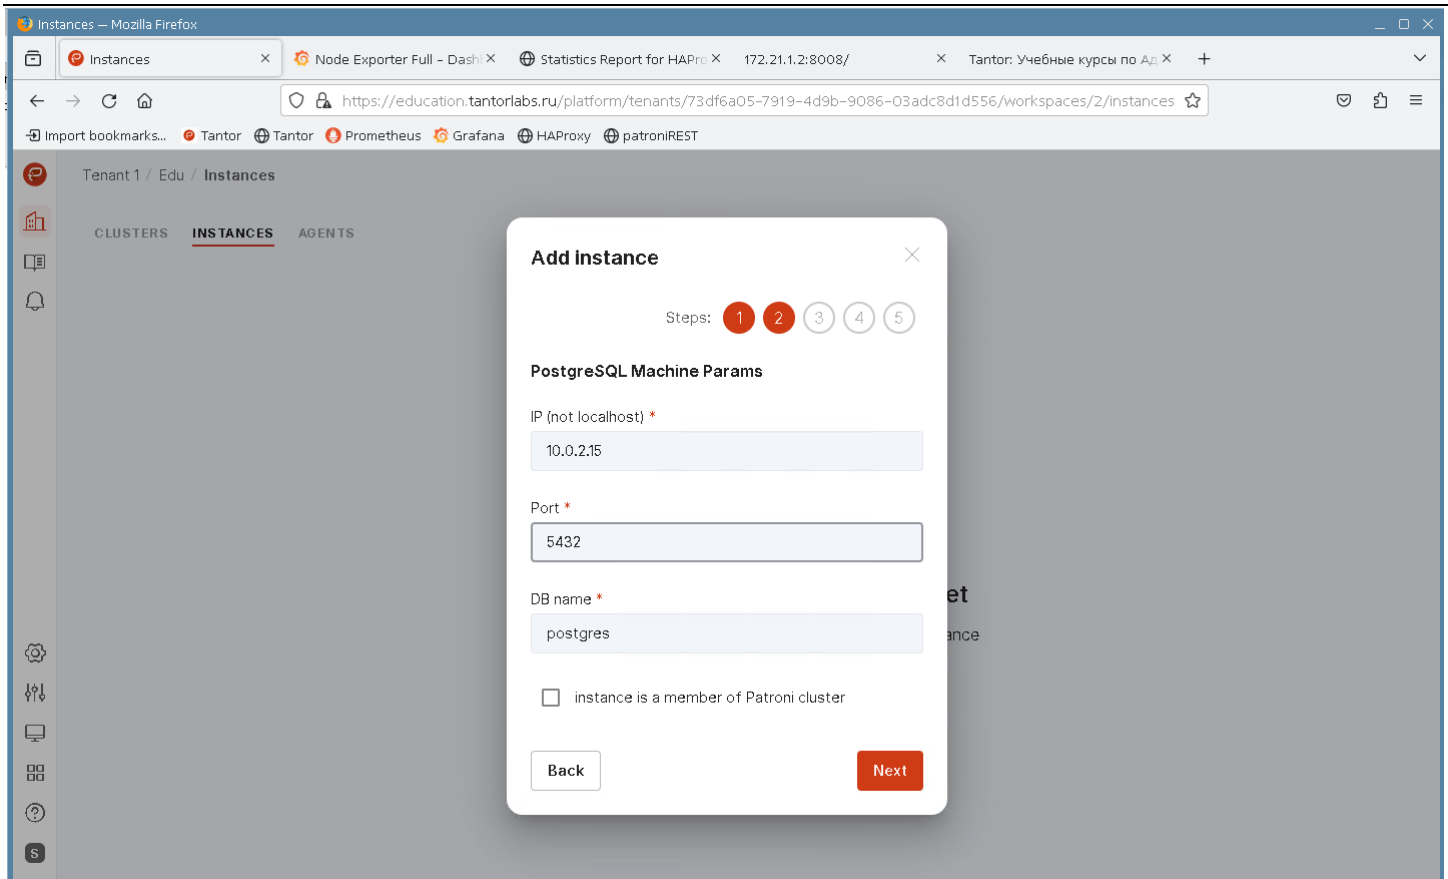 Instances — Mozilla Firefox
Instances
Node Exporter Full - Dash
Statistics Report for HAPro
172.21.1.2:8008/
Tantor: Учебные курсы по Ад
https://education.tantorlabs.ru/platform/tenants/73df6a05-7919-4d9b-9086-03adc8d1d556/workspaces/2/instances
Import bookmarks...
Tantor
Tantor
Prometheus
Grafana
HAProxy
patroniREST
Tenant 1 / Edu / Instances
CLUSTERS
INSTANCES
AGENTS
Add instance
Steps: 1 2 3 4 5
PostgreSQL Machine Params
IP (not localhost) *
10.0.2.15
Port *
5432
DB name *
et
postgres
ance
instance is a member of Patroni cluster
Back
Next
S